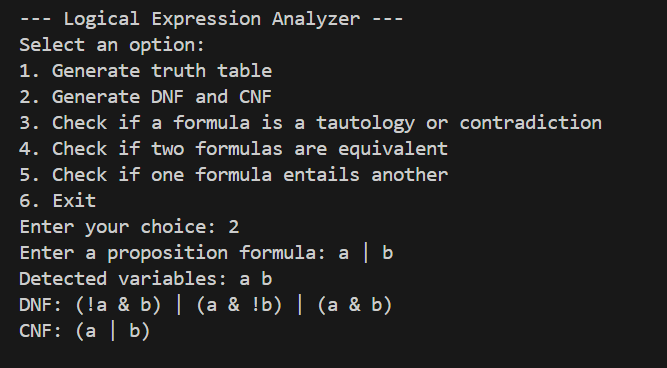 --- Logical Expression Analyzer ---
Select an option:
1. Generate truth table
2. Generate DNF and CNF
3. Check if a formula is a tautology or contradiction
4. Check if two formulas are equivalent
5. Check if one formula entails another
6. Exit
Enter your choice: 2
Enter a proposition formula: a | b
Detected variables: a b
DNF: (!a & b) | (a & !b) | (a & b)
CNF: (a | b)